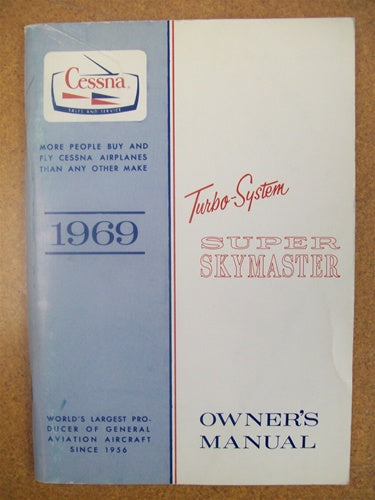 Cessna
SALES AND SERVICE
MORE PEOPLE BUY AND
FLY CESSNA AIRPLANES
THAN ANY OTHER MAKE
1969
WORLD'S LARGEST PRO-
DUCER OF GENERAL
AVIATION AIRCRAFT
SINCE 1956
Turbo-System
SUPER
SKYMASTER
OWNER'S
MANUAL